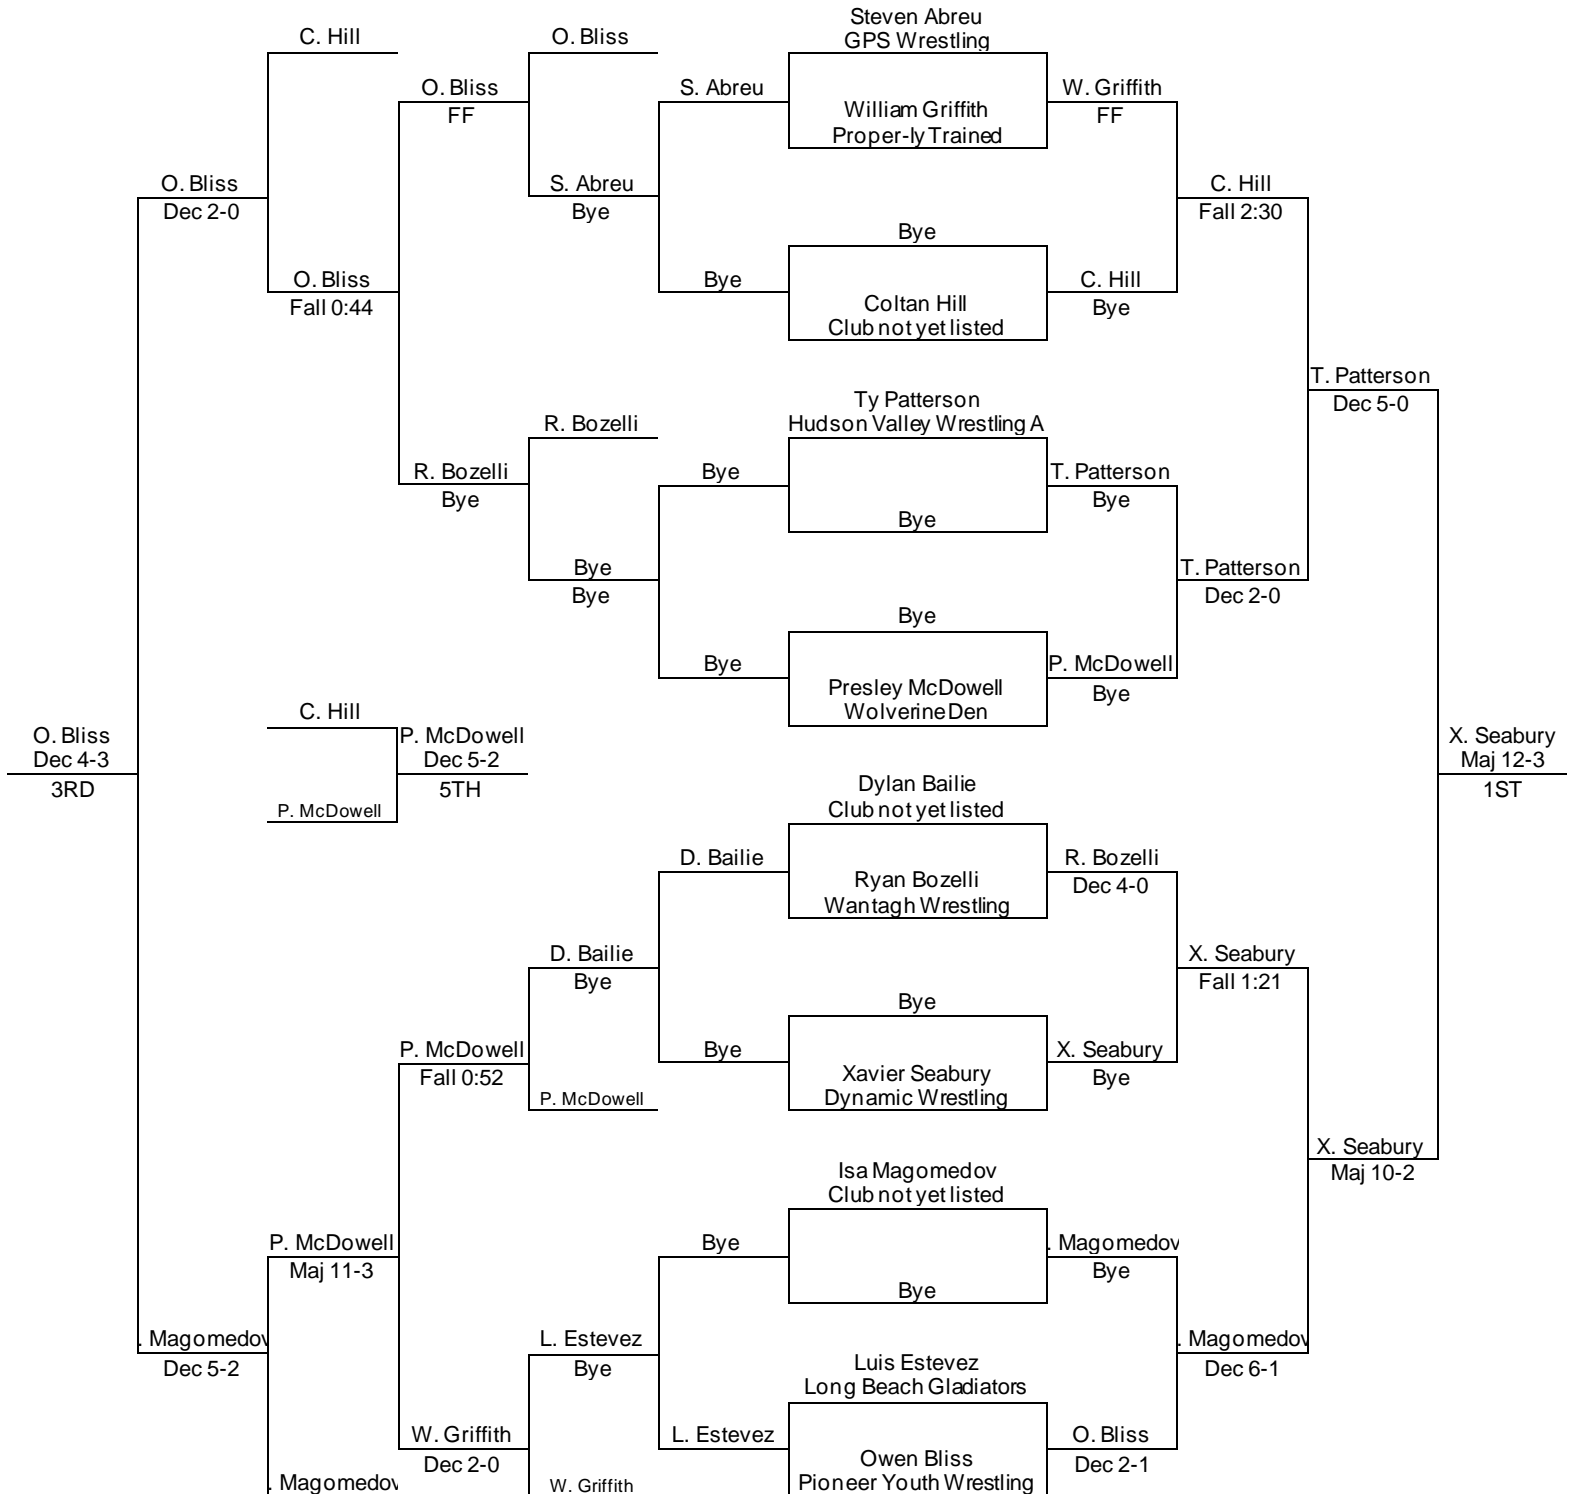 Steven Abreu
C. Hill
O. Bliss
GPS Wrestling
O. Bliss
S. Abreu
W. Griffith
FF
William Griffith
FF
Proper-ly Trained
O. Bliss
S. Abreu
C. Hill
Dec 2-0
Bye
Fall 2:30
Bye
O. Bliss
Bye
C. Hill
Fall 0:44
Coltan Hill
Bye
Club not yet listed
T. Patterson
Ty Patterson
Dec 5-0
R. Bozelli
Hudson Valley Wrestling A
R. Bozelli
Bye
T. Patterson
Bye
Bye
Bye
Bye
T. Patterson
Bye
Dec 2-0
Bye
Bye
P. McDowell
Presley McDowell
Bye
C. Hill
Wolverine Den
O. Bliss
P. McDowell
X. Seabury
Dec 4-3
Dec 5-2
Maj 12-3
3RD
5TH
Dylan Bailie
1ST
P. McDowell
Club not yet listed
D. Bailie
R. Bozelli
Ryan Bozelli
Dec 4-0
Wantagh Wrestling
D. Bailie
X. Seabury
Bye
Fall 1:21
Bye
P. McDowell
Bye
X. Seabury
Fall 0:52
Xavier Seabury
Bye
P. McDowell
Dynamic Wrestling
X. Seabury
Isa Magomedov
Maj 10-2
Club not yet listed
P. McDowell
Bye
. Magomedov
Maj 11-3
Bye
Bye
. Magomedov
L. Estevez
. Magomedov
Dec 5-2
Bye
Luis Estevez
Dec 6-1
Long Beach Gladiators
W. Griffith
L. Estevez
O. Bliss
Dec 2-0
Owen Bliss
Dec 2-1
. Magomedov
W. Griffith
Pioneer Youth Wrestling